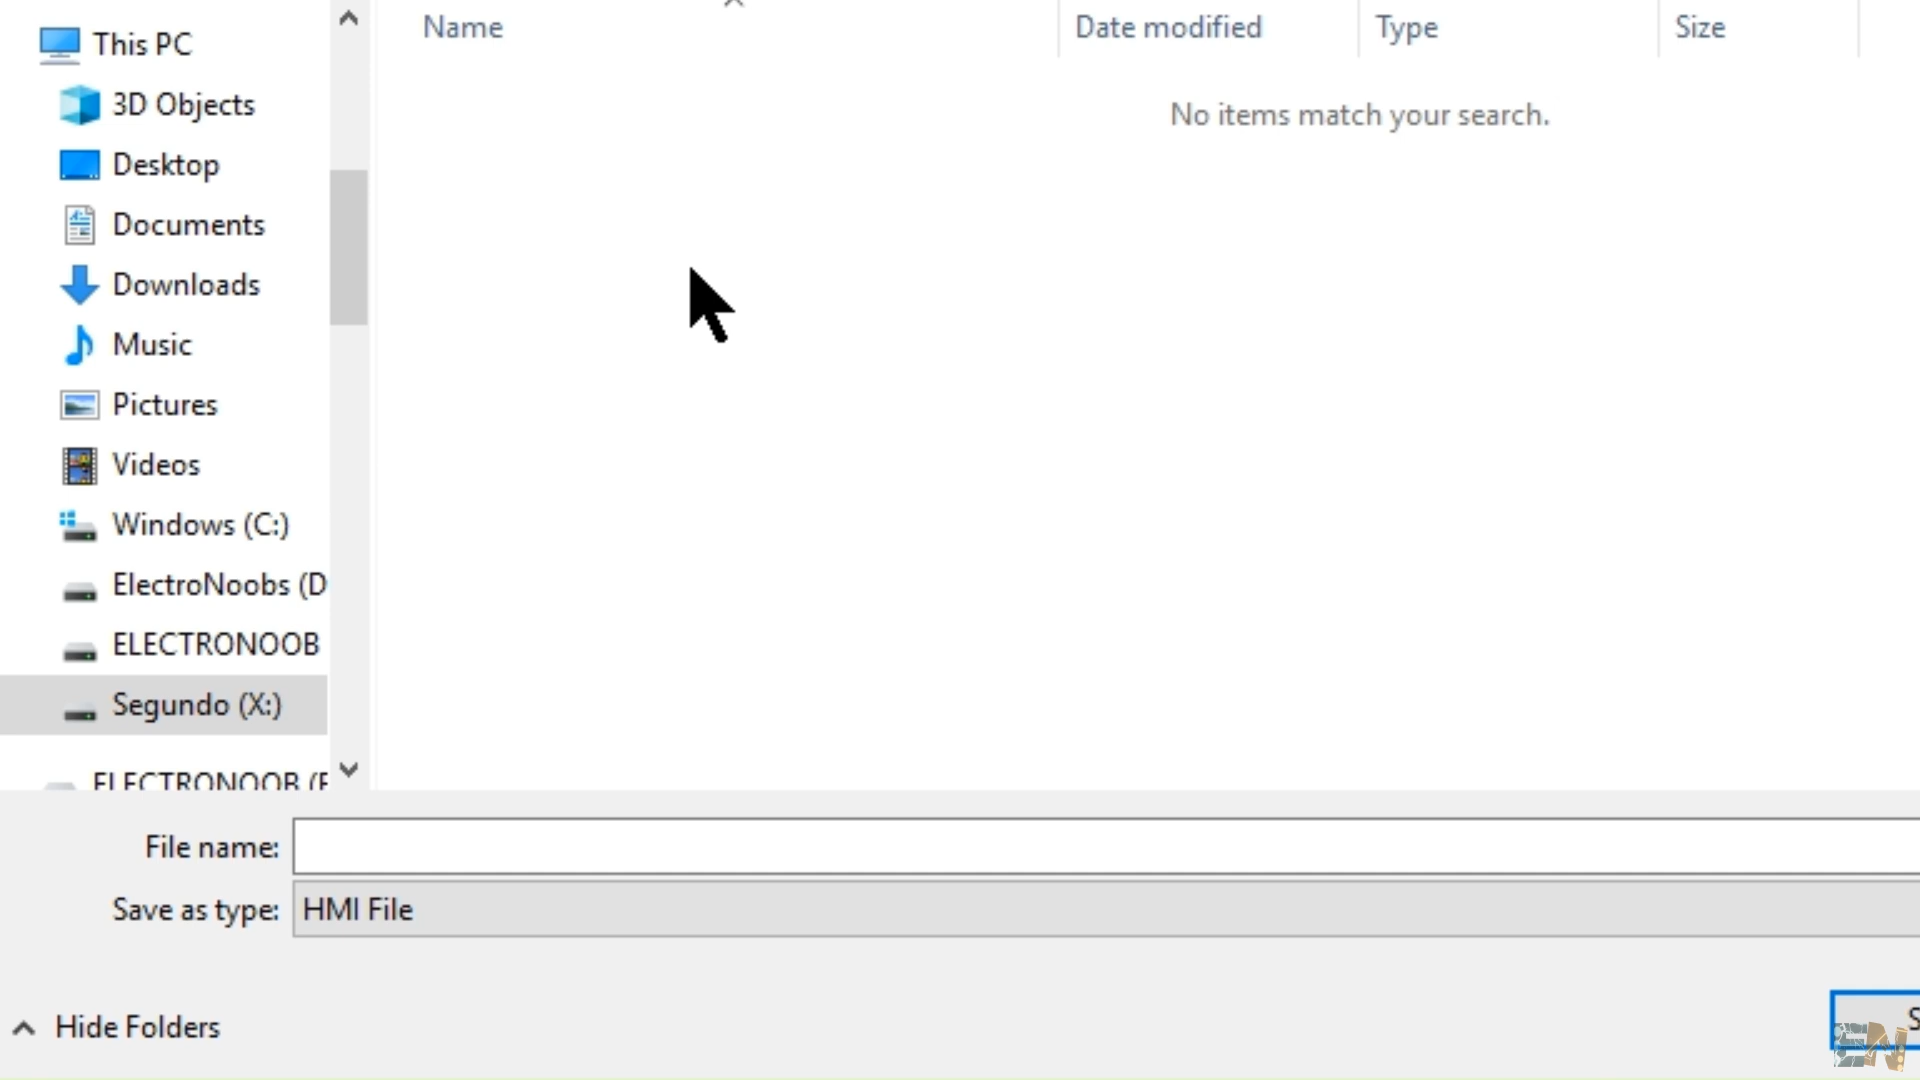 This PC
3D Objects
Desktop
Documents
Downloads
Music
Pictures
Videos
Windows (C:)
ElectroNoobs (D
ELECTRONOOB
Segundo (X:)
ELECTRONOOB (E
Name
Date modified
Type
Size
No items match your search.
File name:
Save as type: HMI File
Hide Folders
S
EN